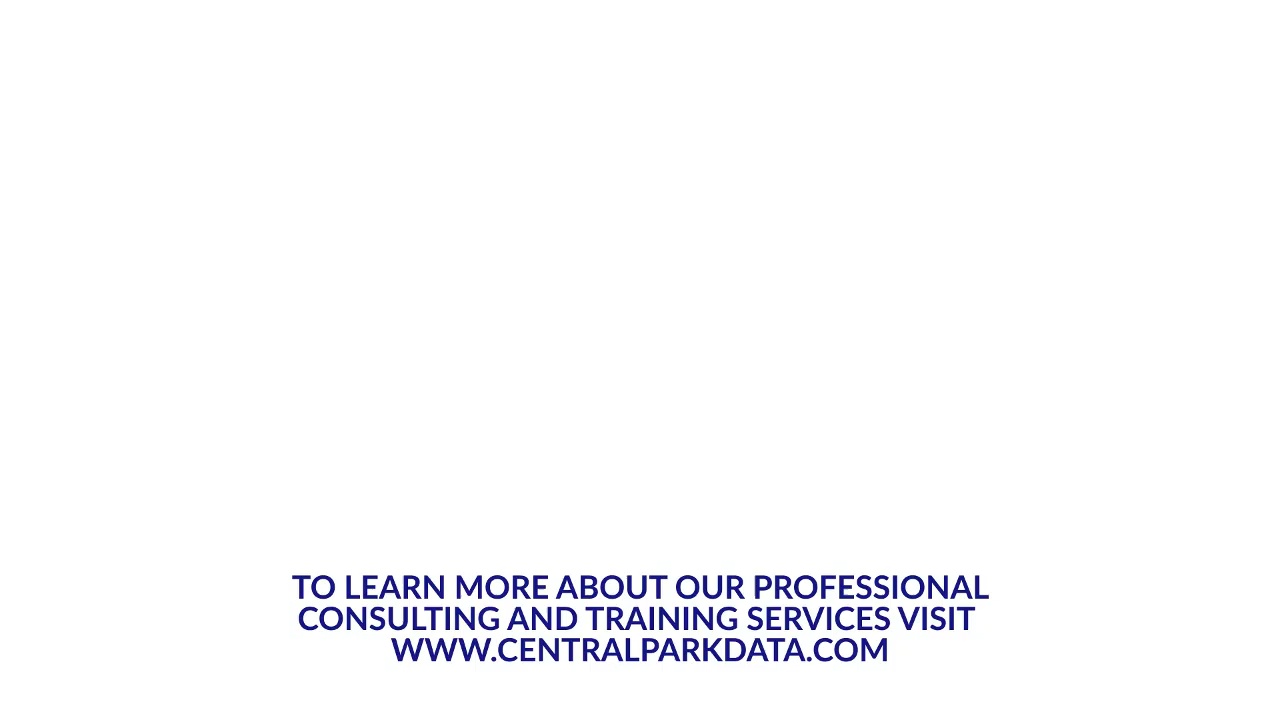 TO LEARN MORE ABOUT OUR PROFESSIONAL
CONSULTING AND TRAINING SERVICES VISIT
WWW.CENTRALPARKDATA.COM